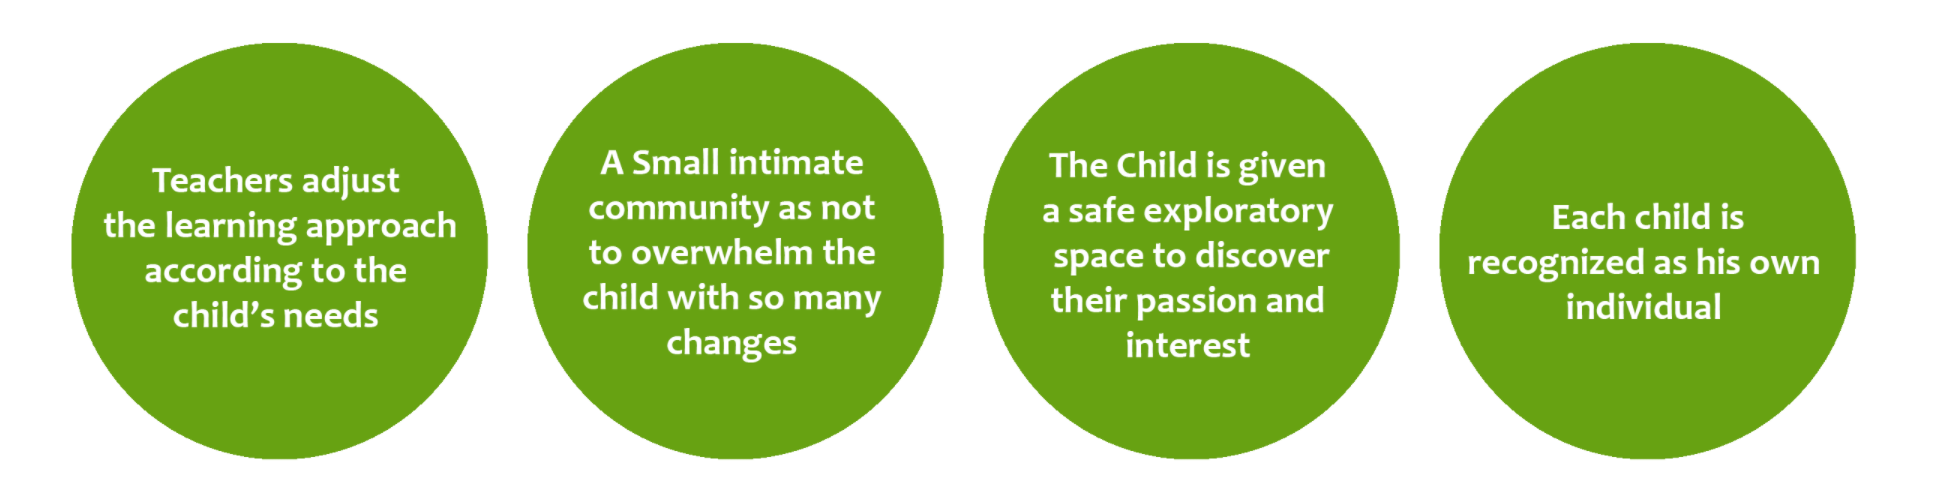 Teachers adjust
the learning approach
according to the
child’s needs
A Small intimate
community as not
to overwhelm the
child with so many
changes
The Child is given
a safe exploratory
space to discover
their passion and
interest
Each child is
recognized as his own
individual